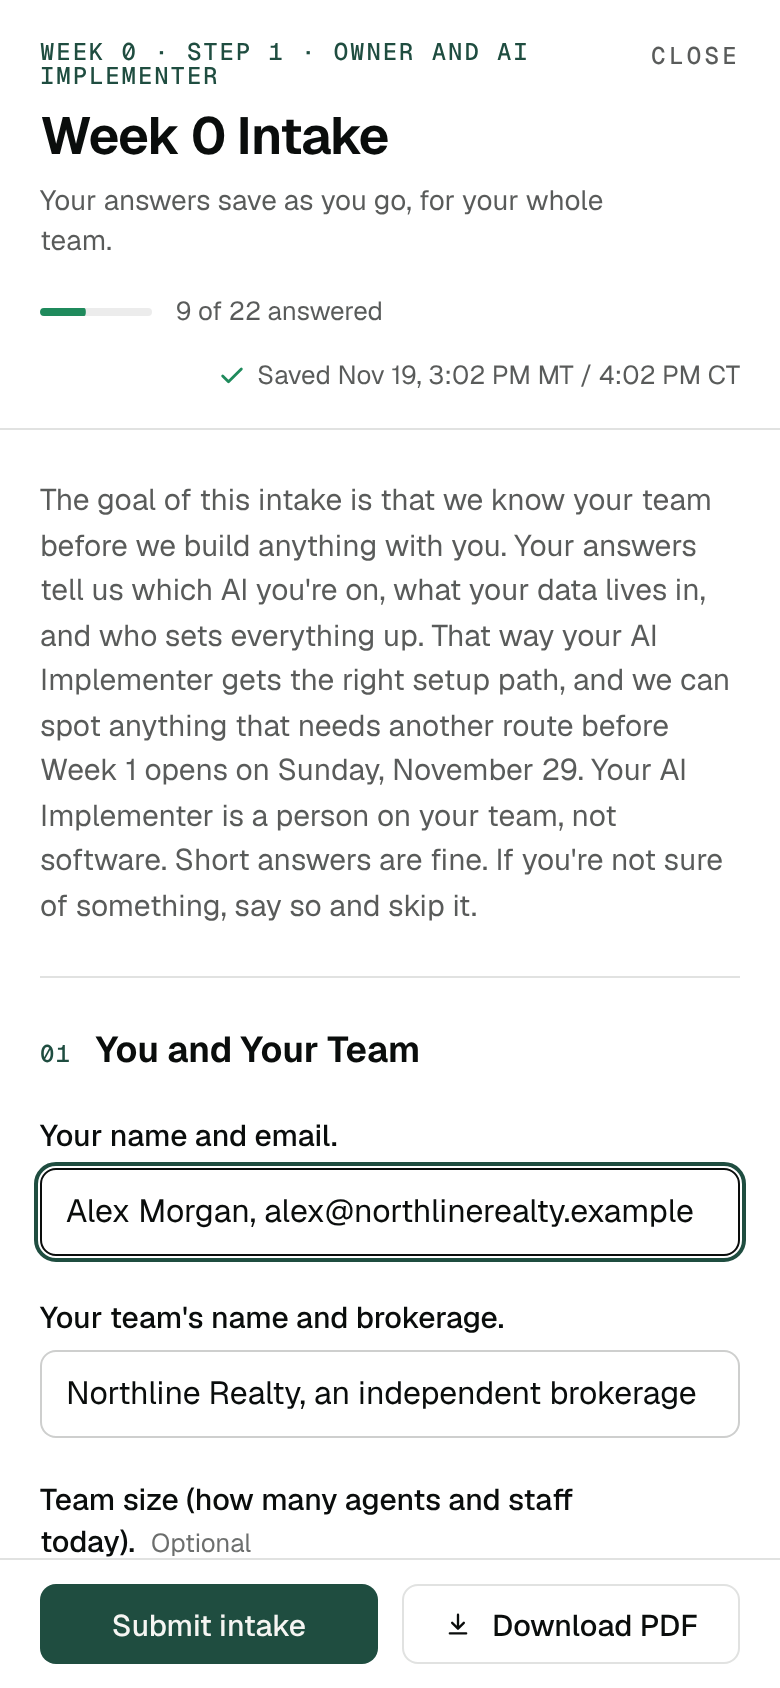 WEEK 0 · STEP 1 · OWNER AND AI
IMPLEMENTER
CLOSE
Week 0 Intake
Your answers save as you go, for your whole
team.
9 of 22 answered
Saved Nov 19, 3:02 PM MT / 4:02 PM CT
The goal of this intake is that we know your team
before we build anything with you. Your answers
tell us which AI you're on, what your data lives in,
and who sets everything up. That way your AI
Implementer gets the right setup path, and we can
spot anything that needs another route before
Week 1 opens on Sunday, November 29. Your AI
Implementer is a person on your team, not
software. Short answers are fine. If you're not sure
of something, say so and skip it.
01 You and Your Team
Your name and email.
Alex Morgan, alex@northlinerealty.example
Your team's name and brokerage.
Northline Realty, an independent brokerage
Team size (how many agents and staff
today). Optional
Submit intake
Download PDF